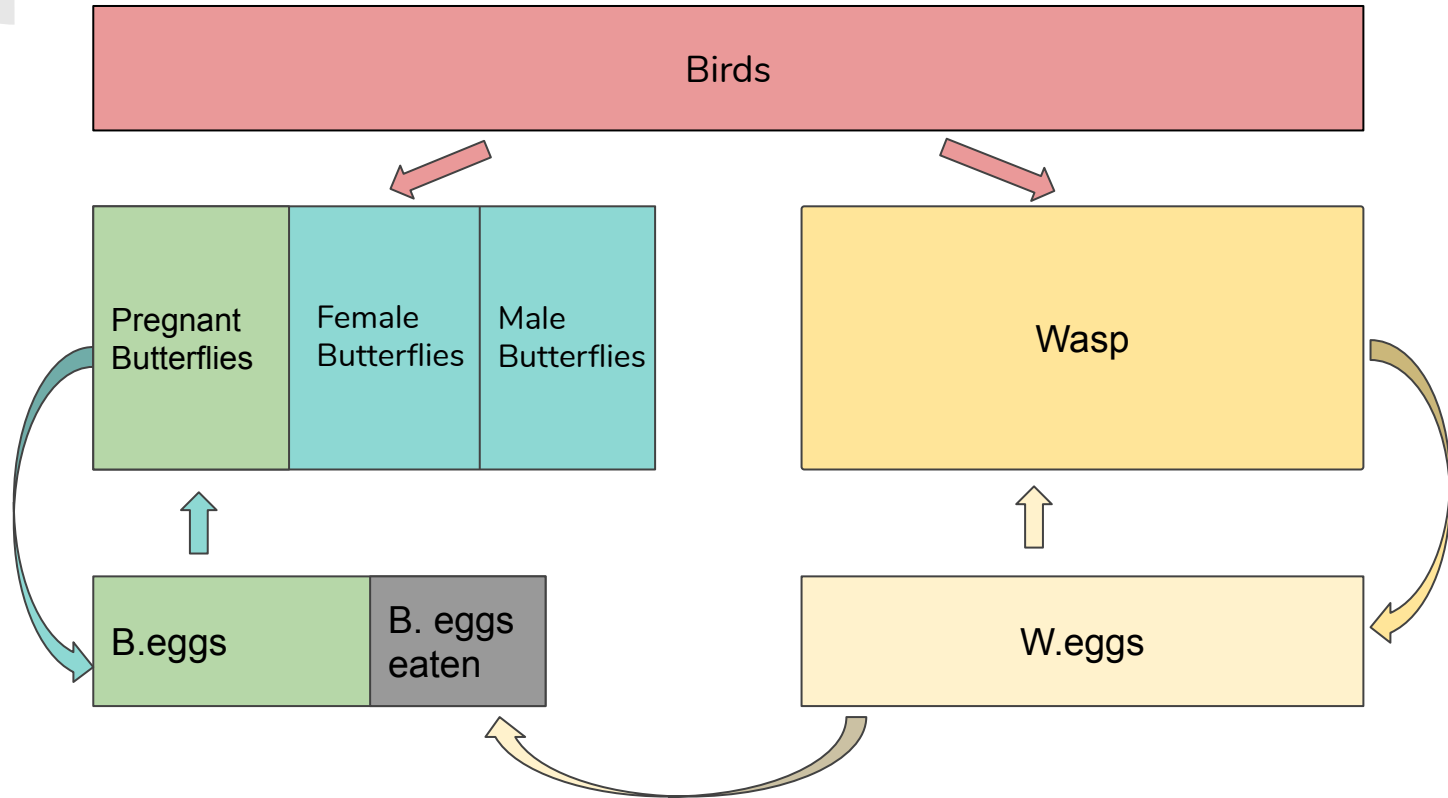 Birds
Pregnant
Butterflies
Female
Butterflies
Male
Butterflies
Wasp
B.eggs
B. eggs
eaten
W.eggs